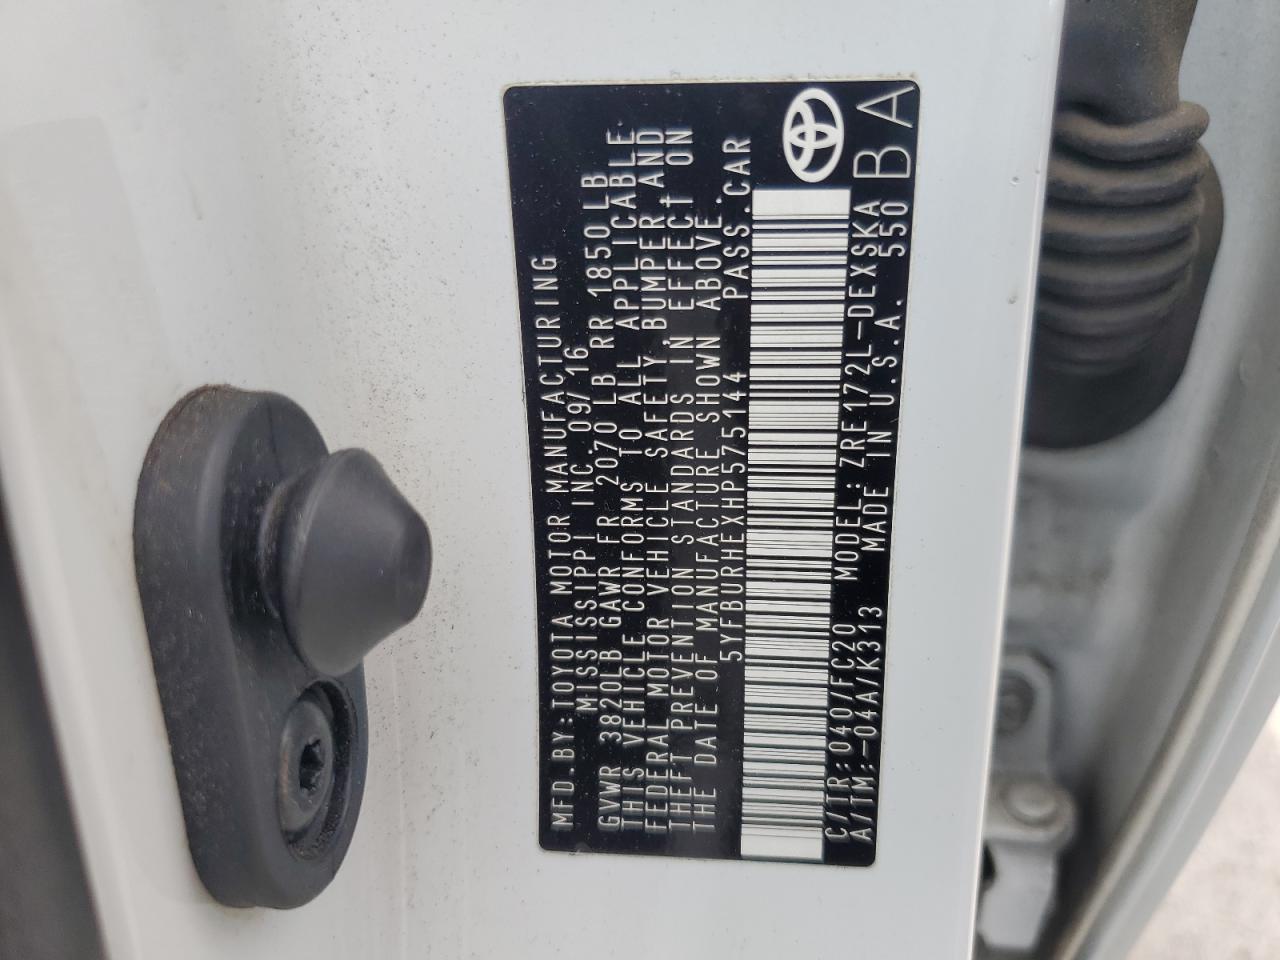 MFD.BY:TOYOTA MOTOR MANUFACTURING
MISSISSIPPI INC. 09/16
GVWR 3820LB GAWR FR 2070 LB RR 1850LB
THIS VEHICLE CONFORMS TO ALL APPLICABLE
FEDERAL MOTOR VEHICLE SAFETY,BUMPER,AND
THEFT PREVENTION STANDARDS IN EFFECT ON
THE DATE OF MANUFACTURE SHOWN ABOVE.
5YFBURHEXHP575144 PASS.CAR
C/TR:040/FC20 MODEL:ZRE172L-DEXSKA
A/TM:-04A/K313 MADE IN U.S.A. 550 BA